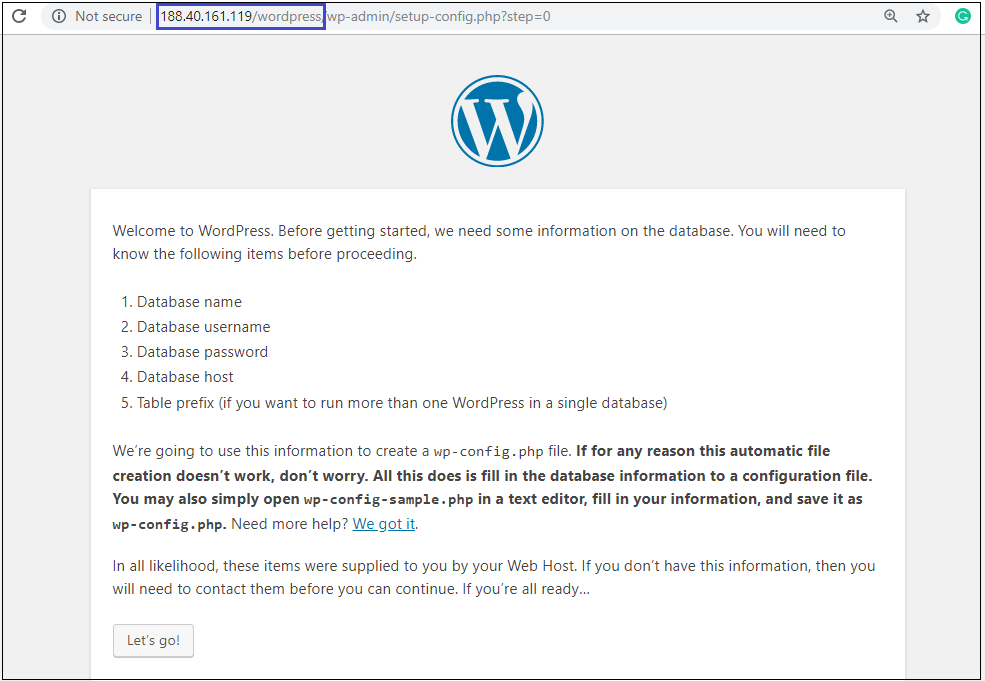 Not secure | 188.40.161.119/wordpress/wp-admin/setup-config.php?step=0
Welcome to WordPress. Before getting started, we need some information on the database. You will need to
know the following items before proceeding.
1. Database name
2. Database username
3. Database password
4. Database host
5. Table prefix (if you want to run more than one WordPress in a single database)
We’re going to use this information to create a wp-config.php file. If for any reason this automatic file
creation doesn’t work, don’t worry. All this does is fill in the database information to a configuration file.
You may also simply open wp-config-sample.php in a text editor, fill in your information, and save it as
wp-config.php. Need more help? We got it.
In all likelihood, these items were supplied to you by your Web Host. If you don’t have this information, then you
will need to contact them before you can continue. If you’re all ready…
Let’s go!